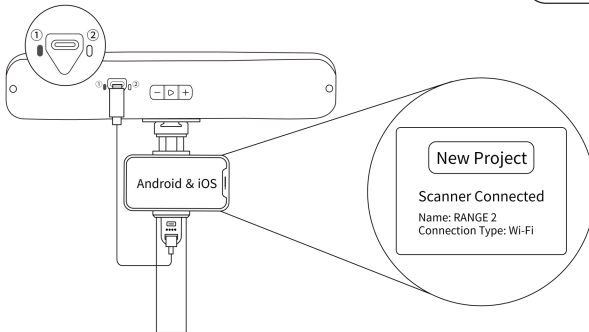 ① ②
① ②
Android & iOS
New Project
Scanner Connected
Name: RANGE 2
Connection Type: Wi-Fi